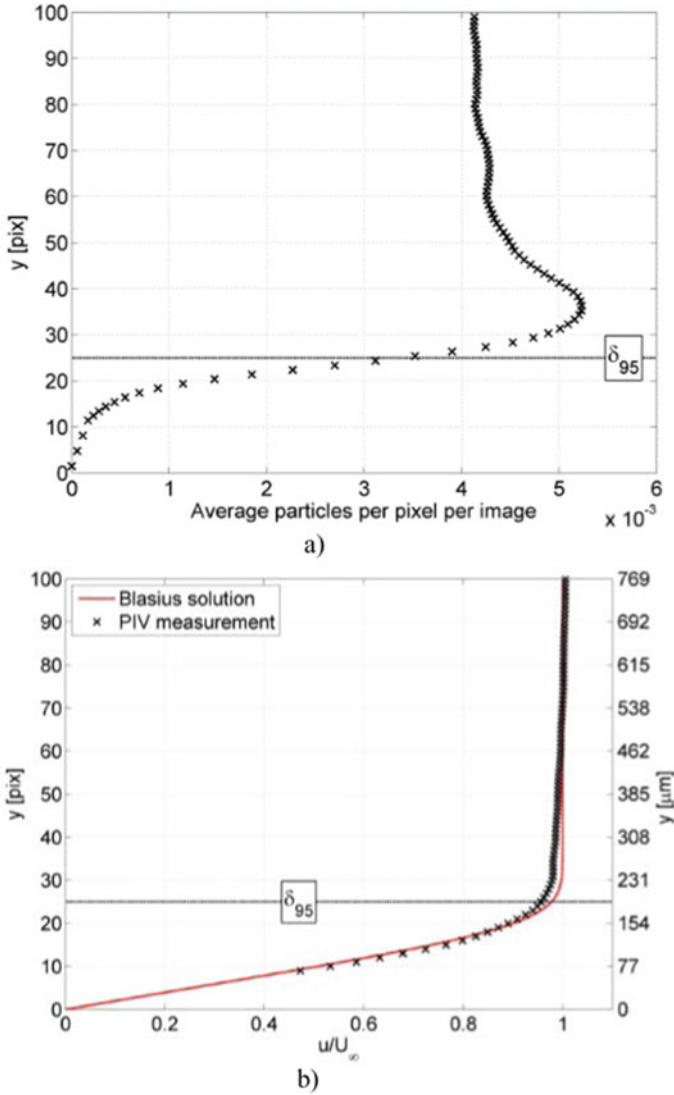 100
90
80
70
60
50
40
30
20
10
0
y [pix]
δ95
0 1 2 3 4 5 6
Average particles per pixel per image x 10^-3
a)
Blasius solution
PIV measurement
100
90
80
70
60
50
40
30
20
10
0
y [pix]
δ95
769
692
615
538
462
385
308
231
154
77
0
y [μm]
0 0.2 0.4 0.6 0.8 1
u/U∞
b)